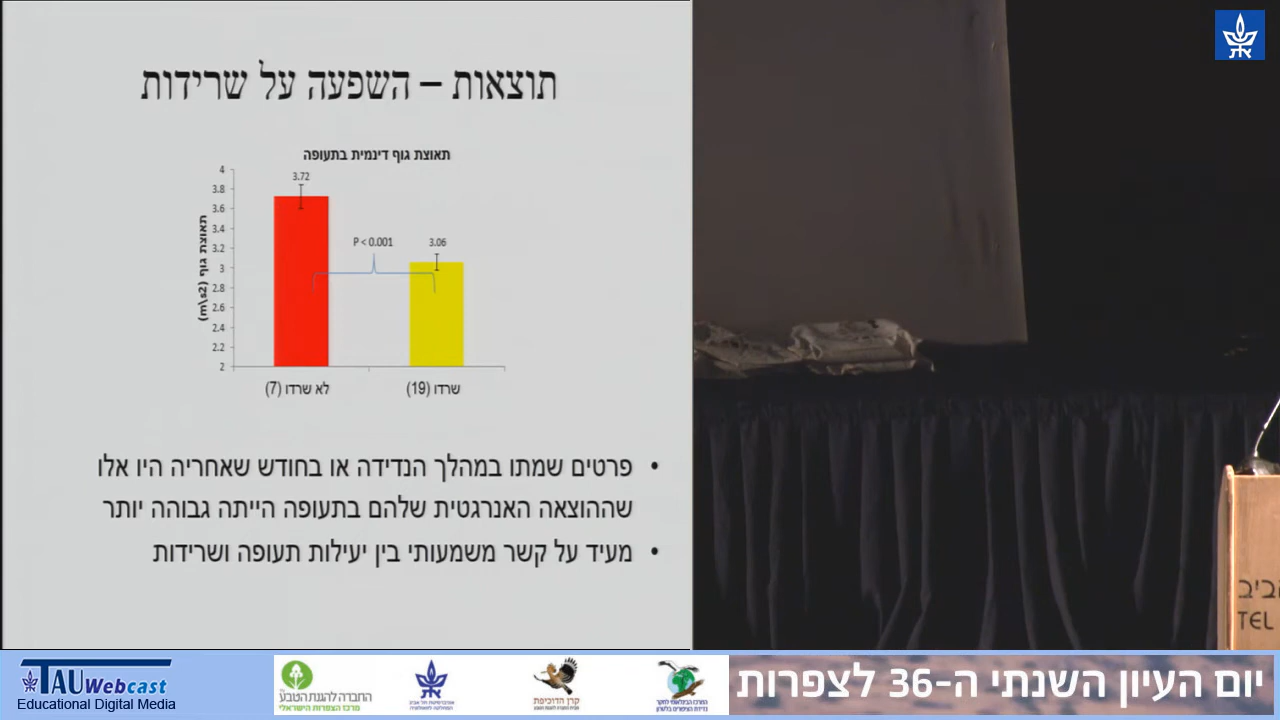 תוצאות – השפעה על שרידות
תאוצת גוף דינמית בתעופה
תאוצת גוף (m\s2)
4
3.8
3.6
3.4
3.2
3
2.8
2.6
2.4
2.2
2
3.72
P < 0.001
3.06
לא שרדו (7)
שרדו (19)
• פרטים שמתו במהלך הנדידה או בחודש שאחריה היו אלו
שההוצאה האנרגטית שלהם בתעופה הייתה גבוהה יותר
• מעיד על קשר משמעותי בין יעילות תעופה ושרידות
אביב
TEL
TAU Webcast
Educational Digital Media
החברה להגנת הטבע
מרכז הצפרות הישראלי
קרן הדוכיפת
יום העיון השנתי ה-36 לצפרות